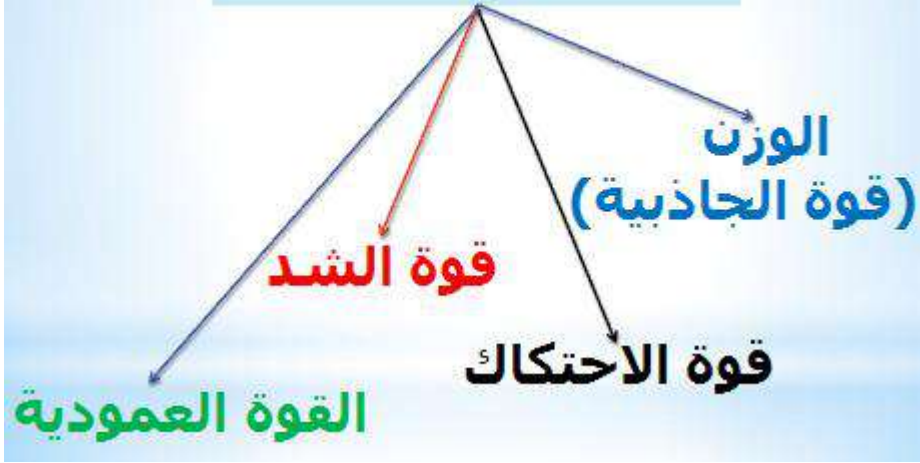 الوزن
(قوة الجاذبية)
قوة الشد
قوة الاحتكاك
القوة العمودية